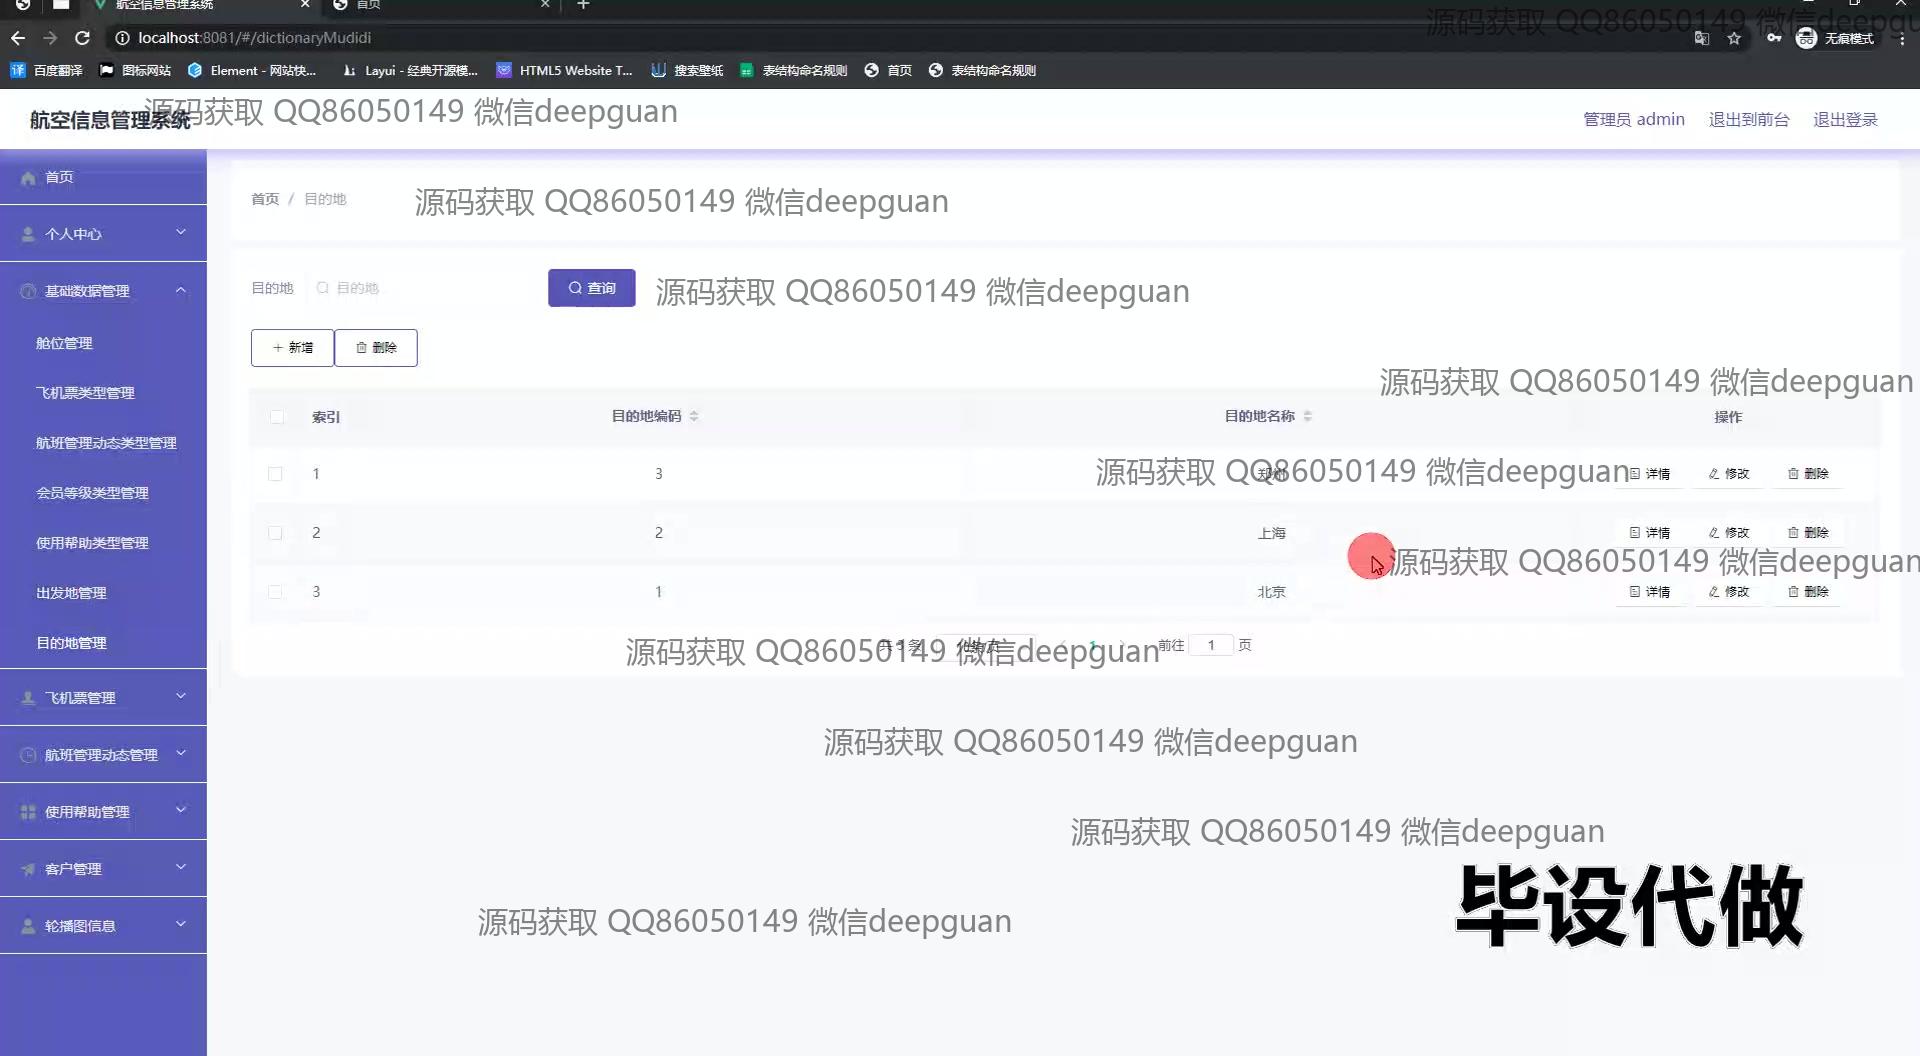 航空信息管理系统
首页
localhost:8081/#/dictionaryMudidi
无痕模式
百度翻译 图标网站 Element - 网站快... Layui - 经典开源模... HTML5 Website T... 搜索壁纸 表结构命名规则 首页 表结构命名规则
源码获取 QQ86050149 微信deepgu
航空信息管理系统
源码获取 QQ86050149 微信deepguan
管理员 admin 退出到前台 退出登录
首页
个人中心
基础数据管理
舱位管理
飞机票类型管理
航班管理动态类型管理
会员等级类型管理
使用帮助类型管理
出发地管理
目的地管理
飞机票管理
航班管理动态管理
使用帮助管理
客户管理
轮播图信息
首页 / 目的地
源码获取 QQ86050149 微信deepguan
目的地 目的地 查询
源码获取 QQ86050149 微信deepguan
新增 删除
源码获取 QQ86050149 微信deepguan
索引 目的地编码 目的地名称 操作
1 3 郑州 详情 修改 删除
源码获取 QQ86050149 微信deepguan
2 2 上海 详情 修改 删除
源码获取 QQ86050149 微信deepguan
3 1 北京 详情 修改 删除
共 3 条 1 前往 1 页
源码获取 QQ86050149 微信deepguan
源码获取 QQ86050149 微信deepguan
源码获取 QQ86050149 微信deepguan
毕设代做
源码获取 QQ86050149 微信deepguan